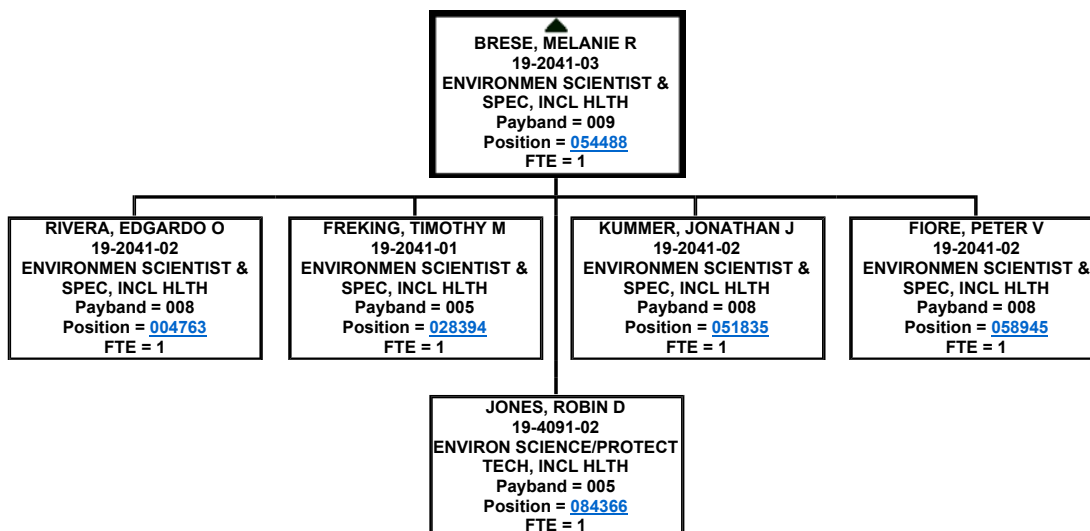 BRESE, MELANIE R
19-2041-03
ENVIRONMEN SCIENTIST &
SPEC, INCL HLTH
Payband = 009
Position = 054488
FTE = 1
RIVERA, EDGARDO O
19-2041-02
ENVIRONMEN SCIENTIST &
SPEC, INCL HLTH
Payband = 008
Position = 004763
FTE = 1
FREKING, TIMOTHY M
19-2041-01
ENVIRONMEN SCIENTIST &
SPEC, INCL HLTH
Payband = 005
Position = 028394
FTE = 1
KUMMER, JONATHAN J
19-2041-02
ENVIRONMEN SCIENTIST &
SPEC, INCL HLTH
Payband = 008
Position = 051835
FTE = 1
FIORE, PETER V
19-2041-02
ENVIRONMEN SCIENTIST &
SPEC, INCL HLTH
Payband = 008
Position = 058945
FTE = 1
JONES, ROBIN D
19-4091-02
ENVIRON SCIENCE/PROTECT
TECH, INCL HLTH
Payband = 005
Position = 084366
FTE = 1